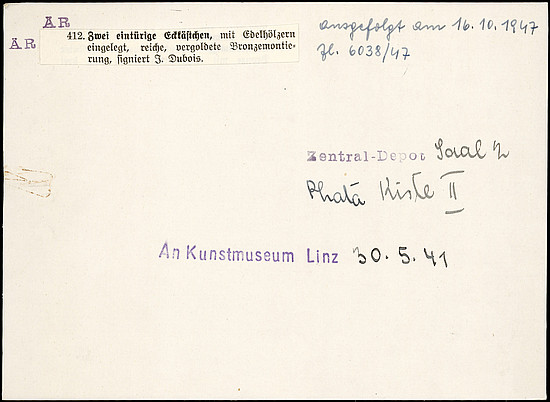 ÄR
ÄR
412. Zwei eintürige Eckkästchen, mit Edelhölzern
eingelegt, reiche, vergoldete Bronzemontie-
rung, signiert J. Dubois.
ausgefolgt am 16.10.1947
Zl. 6038/47
Zentral-Depot Saal 2
Kiste II
An Kunstmuseum Linz 30.5.41